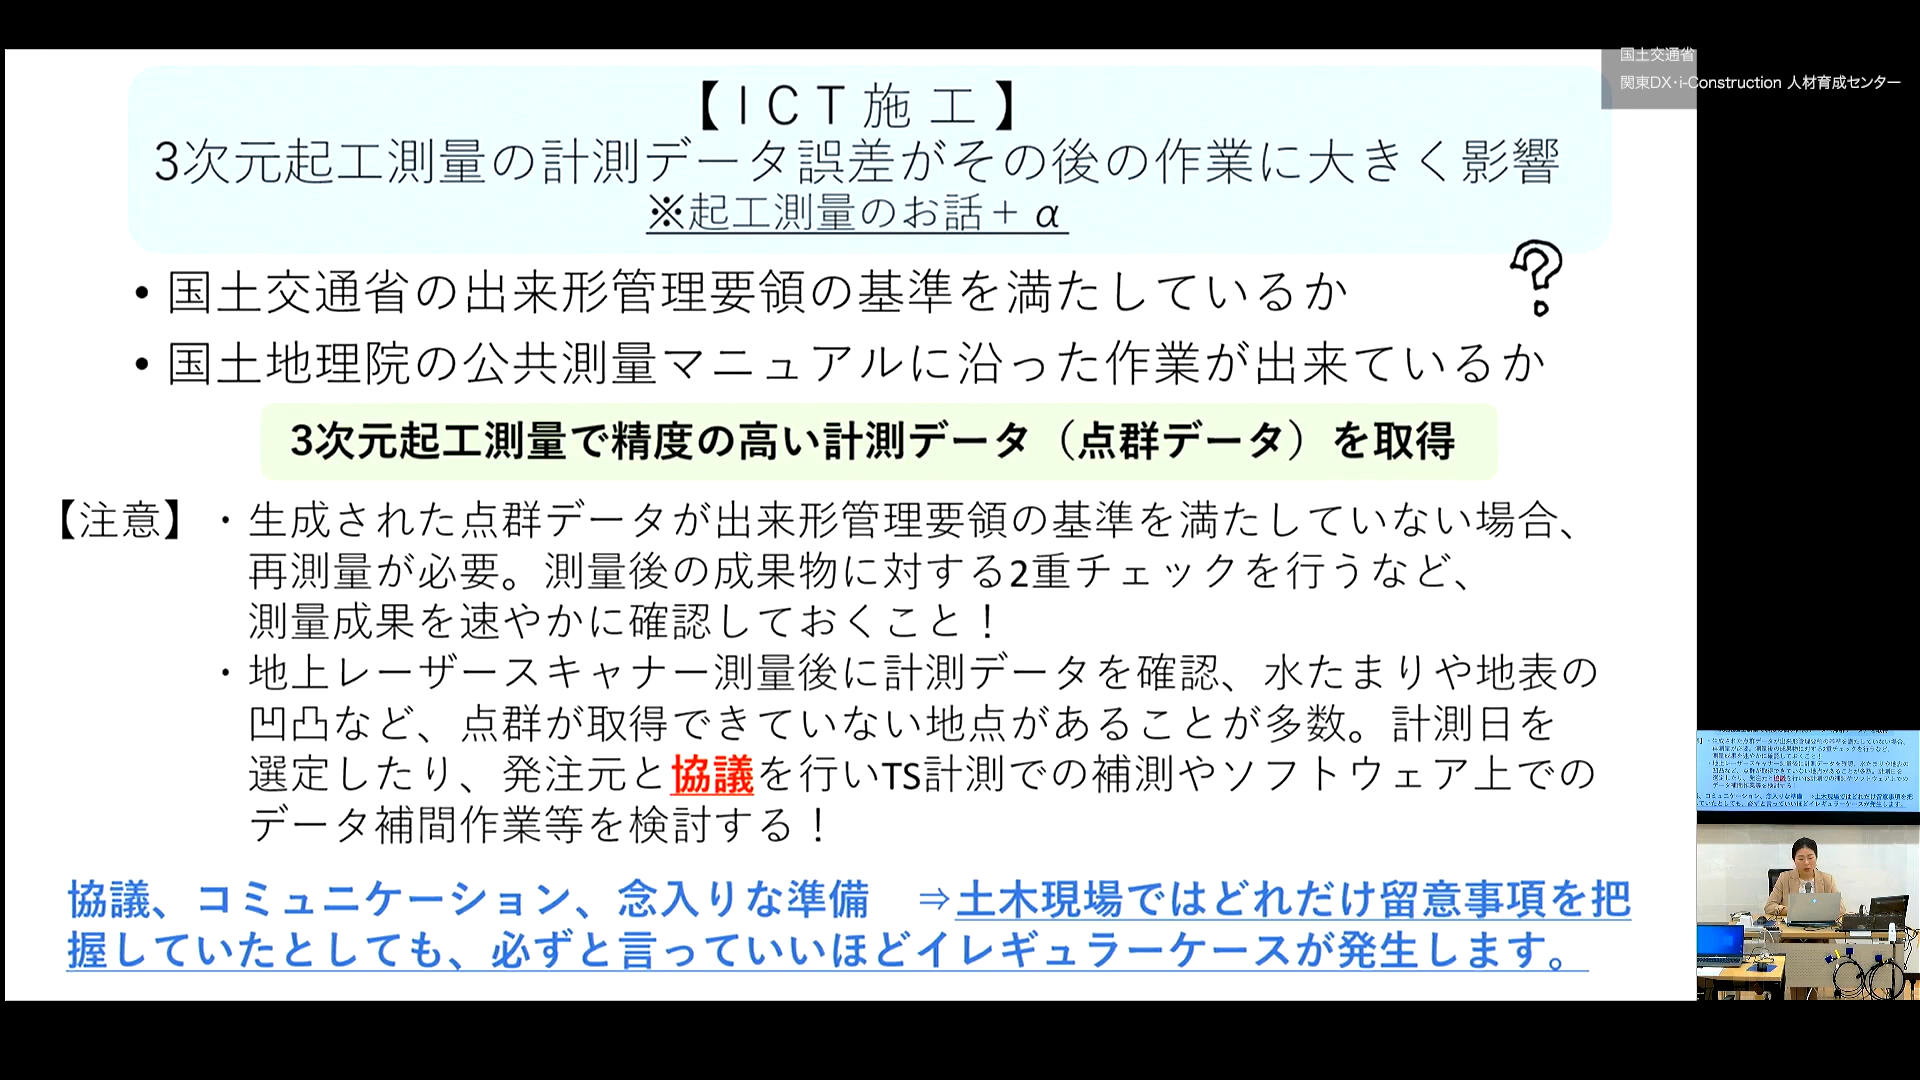 国土交通省
関東DX・i-Construction 人材育成センター
【ICT施工】
3次元起工測量の計測データ誤差がその後の作業に大きく影響
※起工測量のお話+ α
• 国土交通省の出来形管理要領の基準を満たしているか
?
• 国土地理院の公共測量マニュアルに沿った作業が出来ているか
3次元起工測量で精度の高い計測データ（点群データ）を取得
【注意】・生成された点群データが出来形管理要領の基準を満たしていない場合、
再測量が必要。測量後の成果物に対する2重チェックを行うなど、
測量成果を速やかに確認しておくこと！
・地上レーザースキャナー測量後に計測データを確認、水たまりや地表の
凹凸など、点群が取得できていない地点があることが多数。計測日を
選定したり、発注元と協議を行いTS計測での補測やソフトウェア上での
データ補間作業等を検討する！
協議、コミュニケーション、念入りな準備　⇒土木現場ではどれだけ留意事項を把
握していたとしても、必ずと言っていいほどイレギュラーケースが発生します。